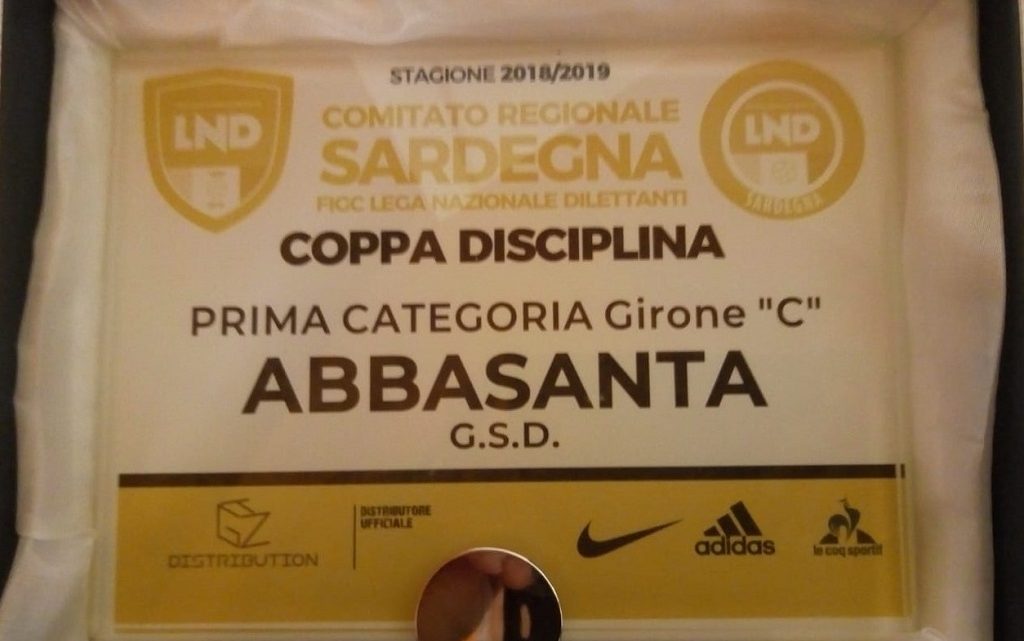 STAGIONE 2018/2019
LND
COMITATO REGIONALE
SARDEGNA
FIGC LEGA NAZIONALE DILETTANTI
LND
SARDEGNA
COPPA DISCIPLINA
PRIMA CATEGORIA Girone "C"
ABBASANTA
G.S.D.
GZ
DISTRIBUTION
DISTRIBUTORE
UFFICIALE
adidas
le coq sportif